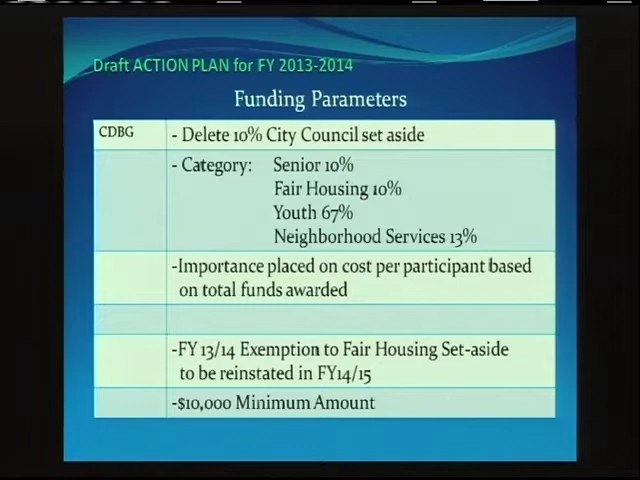 Draft ACTION PLAN for FY 2013-2014
Funding Parameters
CDBG
- Delete 10% City Council set aside
- Category: Senior 10%
Fair Housing 10%
Youth 67%
Neighborhood Services 13%
-Importance placed on cost per participant based
on total funds awarded
-FY 13/14 Exemption to Fair Housing Set-aside
to be reinstated in FY14/15
-$10,000 Minimum Amount